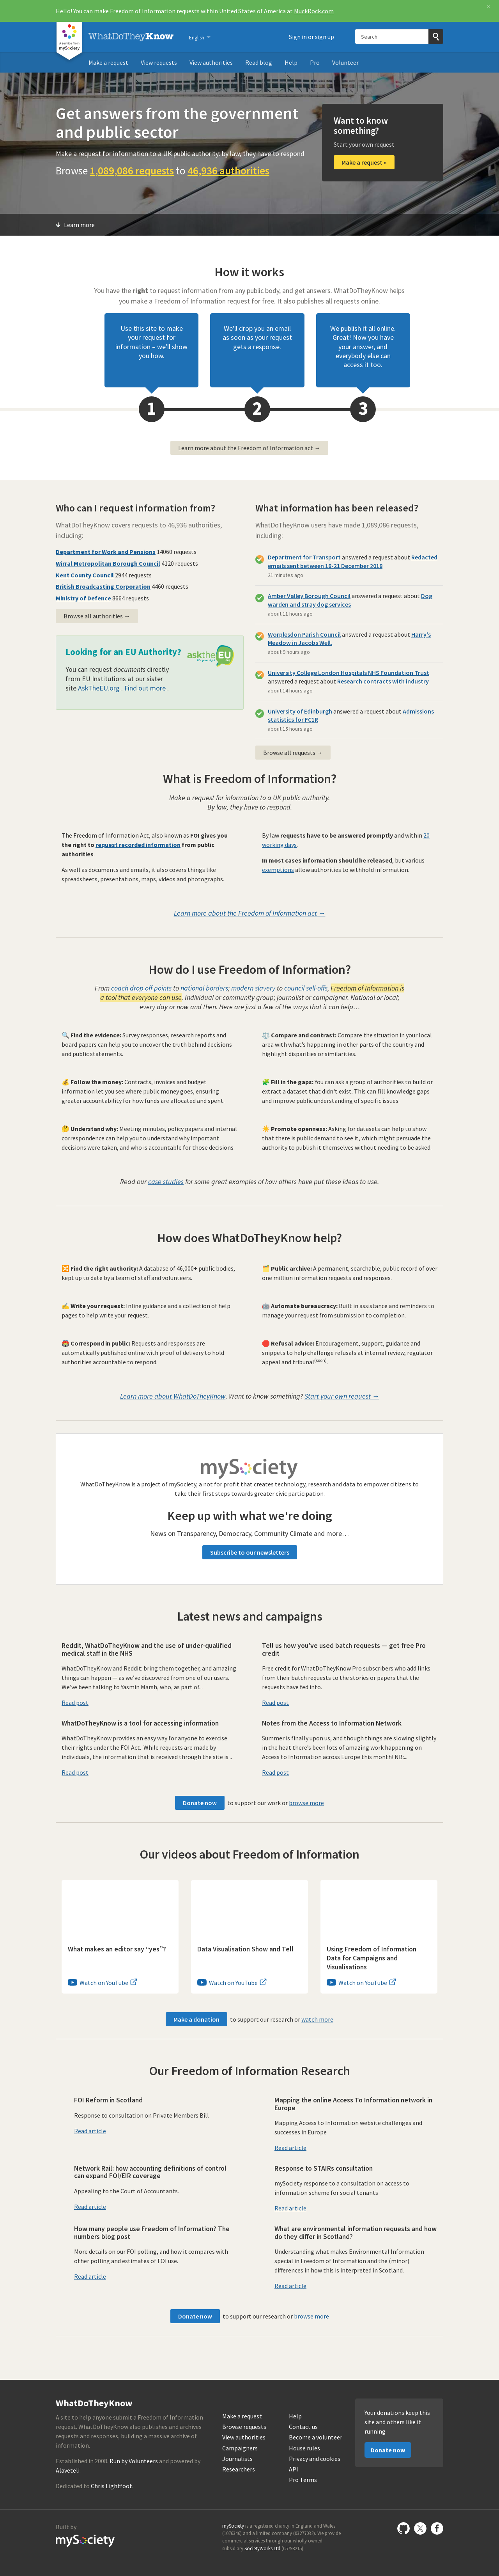 Hello! You can make Freedom of Information requests within United States of America at MuckRock.com
×
a service from my society
WhatDoTheyKnow
English
Sign in or sign up
Search
Make a request
View requests
View authorities
Read blog
Help
Pro
Volunteer
Get answers from the government and public sector
Make a request for information to a UK public authority: by law, they have to respond
Browse 1,089,086 requests to 46,936 authorities
Want to know something?
Start your own request
Make a request »
Learn more
How it works
You have the right to request information from any public body, and get answers. WhatDoTheyKnow helps
you make a Freedom of Information request for free. It also publishes all requests online.
Use this site to make your request for information – we'll show you how.
We'll drop you an email as soon as your request gets a response.
We publish it all online. Great! Now you have your answer, and everybody else can access it too.
1
2
3
Learn more about the Freedom of Information act →
Who can I request information from?
WhatDoTheyKnow covers requests to 46,936 authorities, including:
Department for Work and Pensions 14060 requests
Wirral Metropolitan Borough Council 4120 requests
Kent County Council 2944 requests
British Broadcasting Corporation 4460 requests
Ministry of Defence 8664 requests
Browse all authorities →
Looking for an EU Authority?
You can request documents directly
from EU Institutions at our sister
site AskTheEU.org . Find out more .
asktheEU
it's your right
What information has been released?
WhatDoTheyKnow users have made 1,089,086 requests, including:
Department for Transport answered a request about Redacted emails sent between 18-21 December 2018
21 minutes ago
Amber Valley Borough Council answered a request about Dog warden and stray dog services
about 11 hours ago
Worplesdon Parish Council answered a request about Harry's Meadow in Jacobs Well.
about 9 hours ago
University College London Hospitals NHS Foundation Trust answered a request about Research contracts with industry
about 14 hours ago
University of Edinburgh answered a request about Admissions statistics for FC1R
about 15 hours ago
Browse all requests →
What is Freedom of Information?
Make a request for information to a UK public authority.
By law, they have to respond.
The Freedom of Information Act, also known as FOI gives you the right to request recorded information from public authorities.
As well as documents and emails, it also covers things like spreadsheets, presentations, maps, videos and photographs.
By law requests have to be answered promptly and within 20 working days.
In most cases information should be released, but various exemptions allow authorities to withhold information.
Learn more about the Freedom of Information act →
How do I use Freedom of Information?
From coach drop off points to national borders; modern slavery to council sell-offs, Freedom of Information is
a tool that everyone can use. Individual or community group; journalist or campaigner. National or local;
every day or now and then. Here are just a few of the ways that it can help…
🔍 Find the evidence: Survey responses, research reports and board papers can help you to uncover the truth behind decisions and public statements.
⚖️ Compare and contrast: Compare the situation in your local area with what's happening in other parts of the country and highlight disparities or similarities.
💰 Follow the money: Contracts, invoices and budget information let you see where public money goes, ensuring greater accountability for how funds are allocated and spent.
🧩 Fill in the gaps: You can ask a group of authorities to build or extract a dataset that didn't exist. This can fill knowledge gaps and improve public understanding of specific issues.
🤔 Understand why: Meeting minutes, policy papers and internal correspondence can help you to understand why important decisions were taken, and who is accountable for those decisions.
☀️ Promote openness: Asking for datasets can help to show that there is public demand to see it, which might persuade the authority to publish it themselves without needing to be asked.
Read our case studies for some great examples of how others have put these ideas to use.
How does WhatDoTheyKnow help?
🔀 Find the right authority: A database of 46,000+ public bodies, kept up to date by a team of staff and volunteers.
🗂️ Public archive: A permanent, searchable, public record of over one million information requests and responses.
✍️ Write your request: Inline guidance and a collection of help pages to help write your request.
🤖 Automate bureaucracy: Built in assistance and reminders to manage your request from submission to completion.
📮 Correspond in public: Requests and responses are automatically published online with proof of delivery to hold authorities accountable to respond.
🛑 Refusal advice: Encouragement, support, guidance and snippets to help challenge refusals at internal review, regulator appeal and tribunal(soon).
Learn more about WhatDoTheyKnow. Want to know something? Start your own request →
mySociety
WhatDoTheyKnow is a project of mySociety, a not for profit that creates technology, research and data to empower citizens to
take their first steps towards greater civic participation.
Keep up with what we're doing
News on Transparency, Democracy, Community Climate and more…
Subscribe to our newsletters
Latest news and campaigns
Reddit, WhatDoTheyKnow and the use of under-qualified medical staff in the NHS
WhatDoTheyKnow and Reddit: bring them together, and amazing things can happen — as we've discovered from one of our users. We've been talking to Yasmin Marsh, who, as part of...
Read post
Tell us how you've used batch requests — get free Pro credit
Free credit for WhatDoTheyKnow Pro subscribers who add links from their batch requests to the stories or papers that the requests have fed into.
Read post
WhatDoTheyKnow is a tool for accessing information
WhatDoTheyKnow provides an easy way for anyone to exercise their rights under the FOI Act. While requests are made by individuals, the information that is received through the site is...
Read post
Notes from the Access to Information Network
Summer is finally upon us, and though things are slowing slightly in the heat there's been lots of amazing work happening on Access to Information across Europe this month! NB:...
Read post
Donate now to support our work or browse more
Our videos about Freedom of Information
What makes an editor say “yes”?
Watch on YouTube
Data Visualisation Show and Tell
Watch on YouTube
Using Freedom of Information Data for Campaigns and Visualisations
Watch on YouTube
Make a donation to support our research or watch more
Our Freedom of Information Research
FOI Reform in Scotland
Response to consultation on Private Members Bill
Read article
Mapping the online Access To Information network in Europe
Mapping Access to Information website challenges and successes in Europe
Read article
Network Rail: how accounting definitions of control can expand FOI/EIR coverage
Appealing to the Court of Accountants.
Read article
Response to STAIRs consultation
mySociety response to a consultation on access to information scheme for social tenants
Read article
How many people use Freedom of Information? The numbers blog post
More details on our FOI polling, and how it compares with other polling and estimates of FOI use.
Read article
What are environmental information requests and how do they differ in Scotland?
Understanding what makes Environmental Information special in Freedom of Information and the (minor) differences in how this is interpreted in Scotland.
Read article
Donate now to support our research or browse more
WhatDoTheyKnow
A site to help anyone submit a Freedom of Information request. WhatDoTheyKnow also publishes and archives requests and responses, building a massive archive of information.
Established in 2008. Run by Volunteers and powered by Alaveteli
Dedicated to Chris Lightfoot.
Make a request
Browse requests
View authorities
Campaigners
Journalists
Researchers
Help
Contact us
Become a volunteer
House rules
Privacy and cookies
API
Pro Terms
Your donations keep this site and others like it running
Donate now
Built by
mySociety
mySociety is a registered charity in England and Wales (1076346) and a limited company (03277032). We provide commercial services through our wholly owned subsidiary SocietyWorks Ltd (05798215).